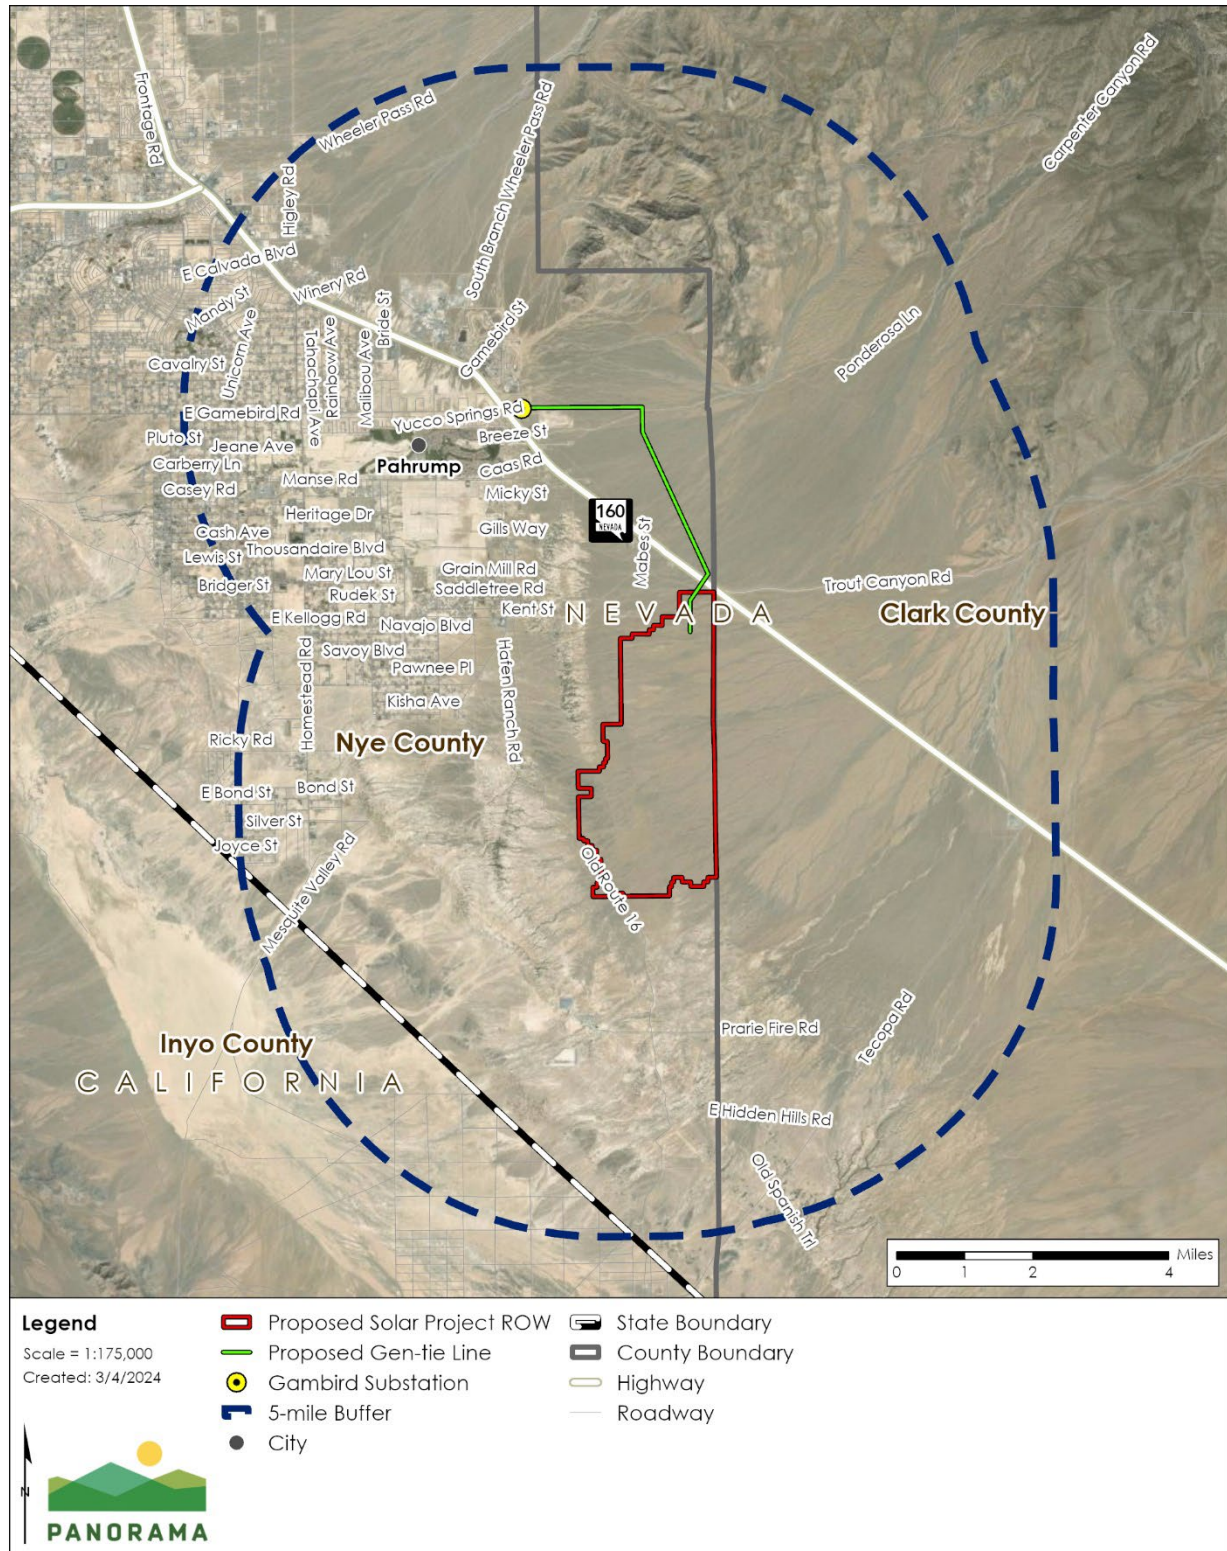 Frontage Rd
Wheeler Pass Rd
South Branch Wheeler Pass Rd
Carpenter Canyon Rd
Higley Rd
E Calvada Blvd
Winery Rd
Mandy St
Bride St
Gamebird St
Ponderosa Ln
Unicorn Ave
Tahachapi Ave
Rainbow Ave
Malibou Ave
Cavalry St
E Gamebird Rd
Yucco Springs Rd
Pluto St
Jeane Ave
Breeze St
Carberry Ln
Pahrump
Caas Rd
Casey Rd
Manse Rd
Micky St
160
NEVADA
Heritage Dr
Gills Way
Cash Ave
Mabes St
Lewis St
Thousandaire Blvd
Bridger St
Mary Lou St
Grain Mill Rd
Trout Canyon Rd
Rudek St
Saddletree Rd
E Kellogg Rd
Kent St
NEVADA
Clark County
Navajo Blvd
Savoy Blvd
Pawnee Pl
Homestead Rd
Hafen Ranch Rd
Kisha Ave
Ricky Rd
Nye County
E Bond St
Bond St
Silver St
Joyce St
Mesquite Valley Rd
Old Route 16
Inyo County
CALIFORNIA
Prarie Fire Rd
Tecopa Rd
E Hidden Hills Rd
Old Spanish Trl
Miles
0 1 2 4
Legend
Scale = 1:175,000
Created: 3/4/2024
N
PANORAMA
Proposed Solar Project ROW
Proposed Gen-tie Line
Gambird Substation
5-mile Buffer
City
State Boundary
County Boundary
Highway
Roadway